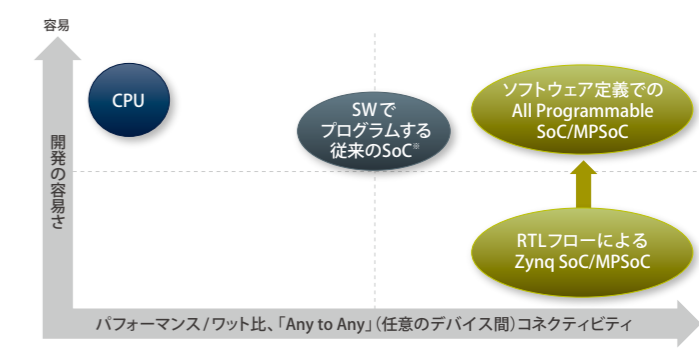 容易
CPU
SWで
プログラムする
従来のSoC※
ソフトウェア定義での
All Programmable
SoC/MPSoC
開発の容易さ
RTLフローによる
Zynq SoC/MPSoC
パフォーマンス/ワット比、「Any to Any」(任意のデバイス間)コネクティビティ